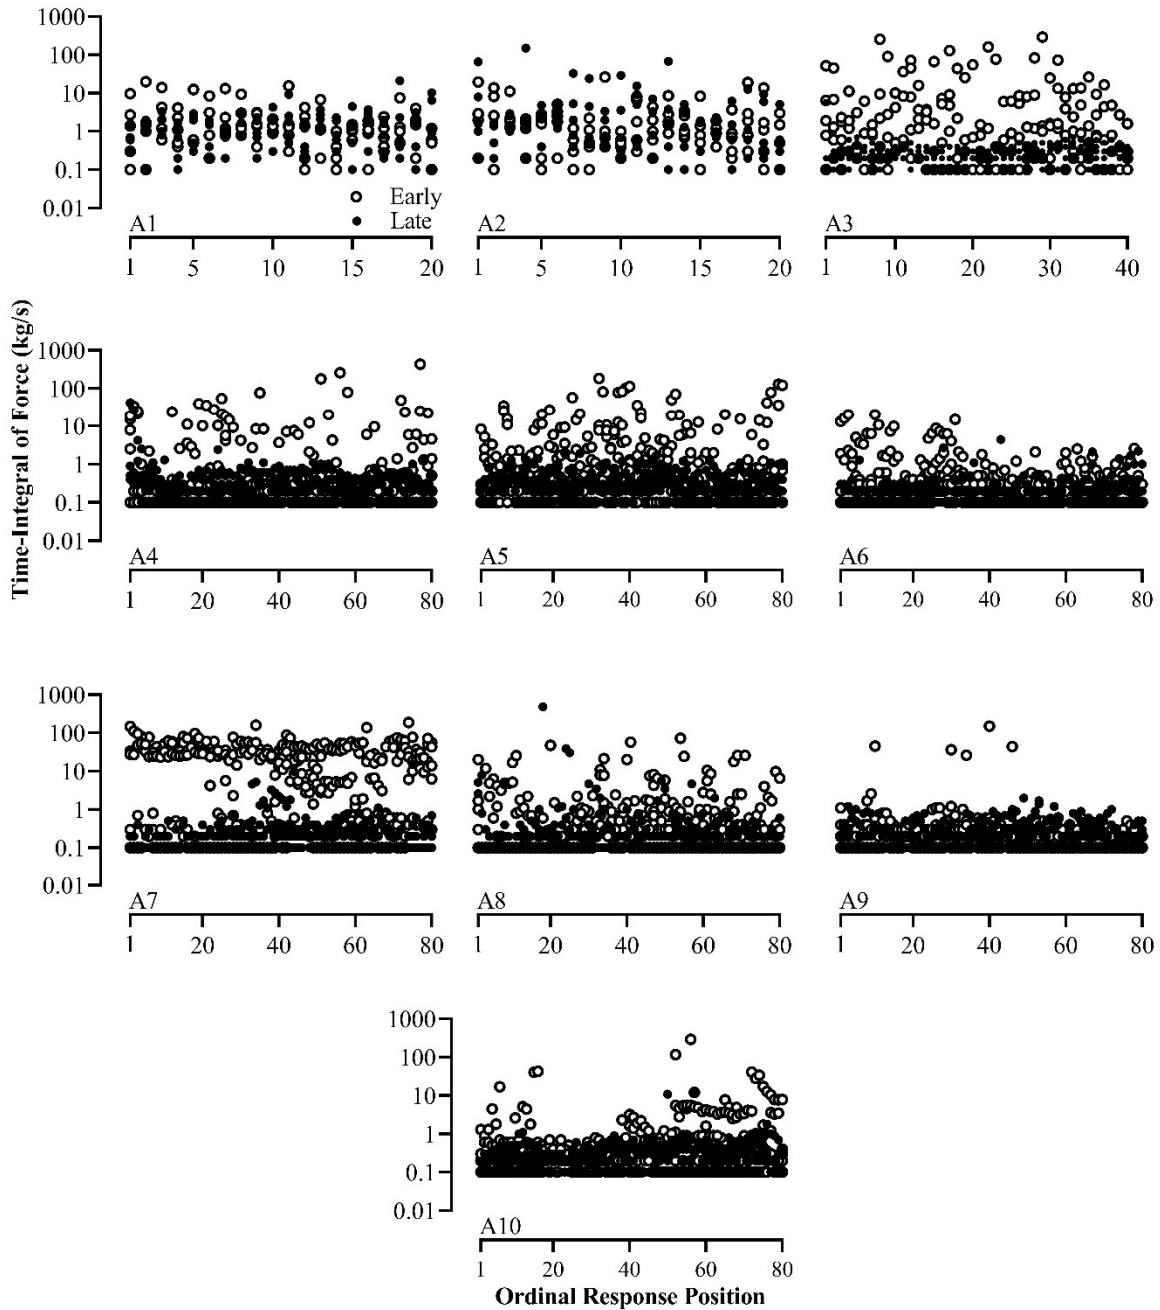 1000
100
10
1
0.1
0.01
Early
Late
A1
A2
A3
1 5 10 15 20
1 5 10 15 20
1 10 20 30 40
Time-Integral of Force (kg/s)
1000
100
10
1
0.1
0.01
A4
A5
A6
1 20 40 60 80
1 20 40 60 80
1 20 40 60 80
1000
100
10
1
0.1
0.01
A7
A8
A9
1 20 40 60 80
1 20 40 60 80
1 20 40 60 80
1000
100
10
1
0.1
0.01
A10
1 20 40 60 80
Ordinal Response Position